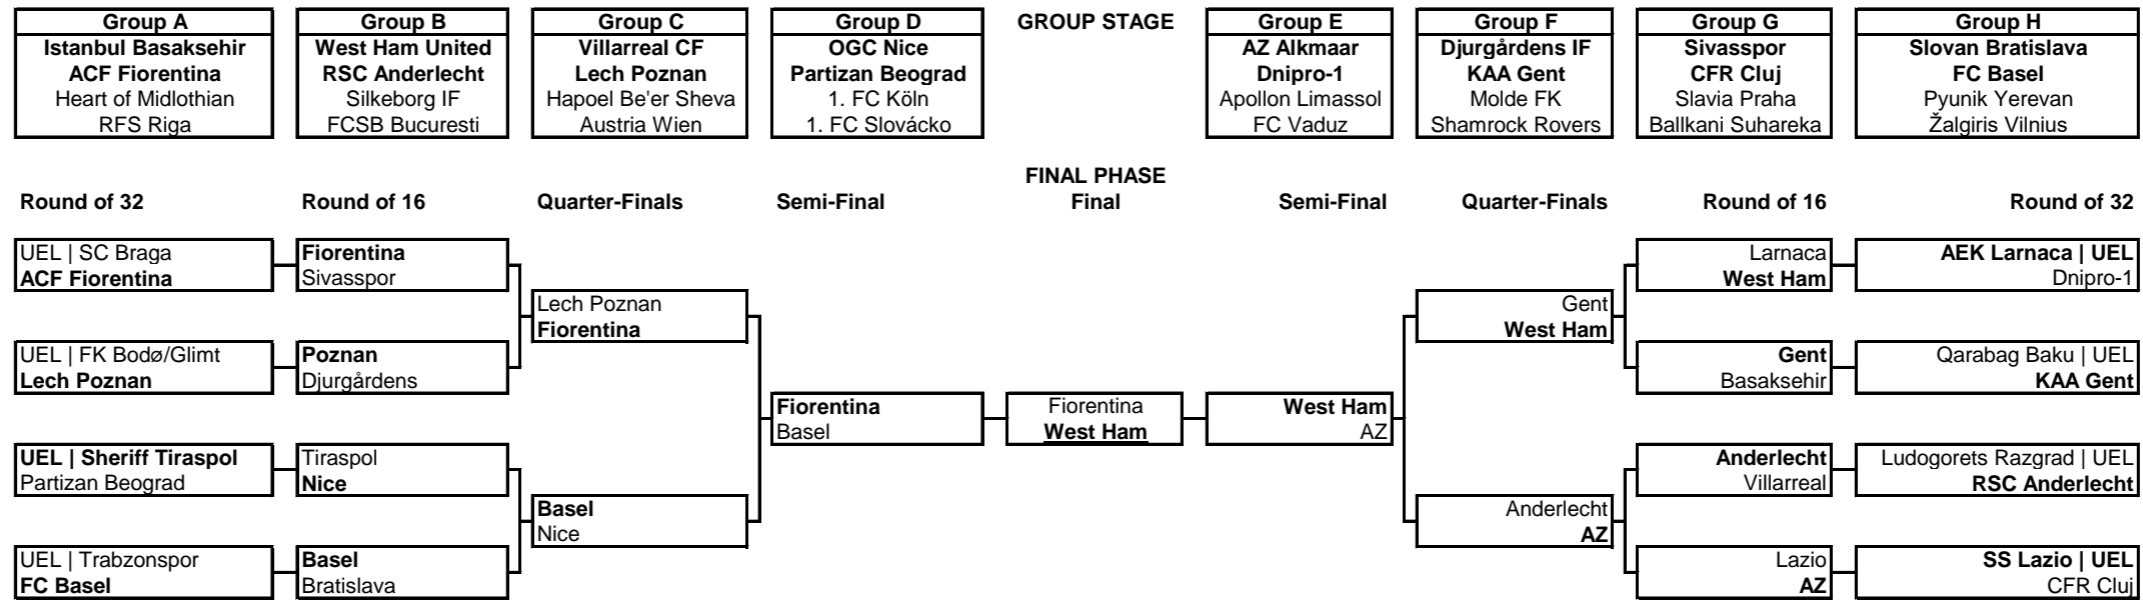 Group A
Istanbul Basaksehir
ACF Fiorentina
Heart of Midlothian
RFS Riga
Group B
West Ham United
RSC Anderlecht
Silkeborg IF
FCSB Bucuresti
Group C
Villarreal CF
Lech Poznan
Hapoel Be'er Sheva
Austria Wien
Group D
OGC Nice
Partizan Beograd
1. FC Köln
1. FC Slovácko
GROUP STAGE
Group E
AZ Alkmaar
Dnipro-1
Apollon Limassol
FC Vaduz
Group F
Djurgårdens IF
KAA Gent
Molde FK
Shamrock Rovers
Group G
Sivasspor
CFR Cluj
Slavia Praha
Ballkani Suhareka
Group H
Slovan Bratislava
FC Basel
Pyunik Yerevan
Žalgiris Vilnius
FINAL PHASE
Round of 32
Round of 16
Quarter-Finals
Semi-Final
Final
Semi-Final
Quarter-Finals
Round of 16
Round of 32
UEL | SC Braga
ACF Fiorentina
UEL | FK Bodø/Glimt
Lech Poznan
UEL | Sheriff Tiraspol
Partizan Beograd
UEL | Trabzonspor
FC Basel
Fiorentina
Sivasspor
Poznan
Djurgårdens
Tiraspol
Nice
Basel
Bratislava
Lech Poznan
Fiorentina
Basel
Nice
Fiorentina
Basel
Fiorentina
West Ham
West Ham
AZ
Gent
West Ham
Anderlecht
AZ
Larnaca
West Ham
Gent
Basaksehir
Anderlecht
Villarreal
Lazio
AZ
AEK Larnaca | UEL
Dnipro-1
Qarabag Baku | UEL
KAA Gent
Ludogorets Razgrad | UEL
RSC Anderlecht
SS Lazio | UEL
CFR Cluj